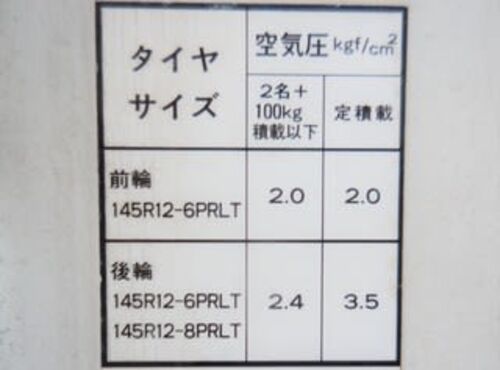 タイヤ
サイズ
空気圧 kgf/cm²
2名+
100kg
積載以下
定積載
前輪
145R12-6PRLT
2.0
2.0
後輪
145R12-6PRLT
145R12-8PRLT
2.4
3.5